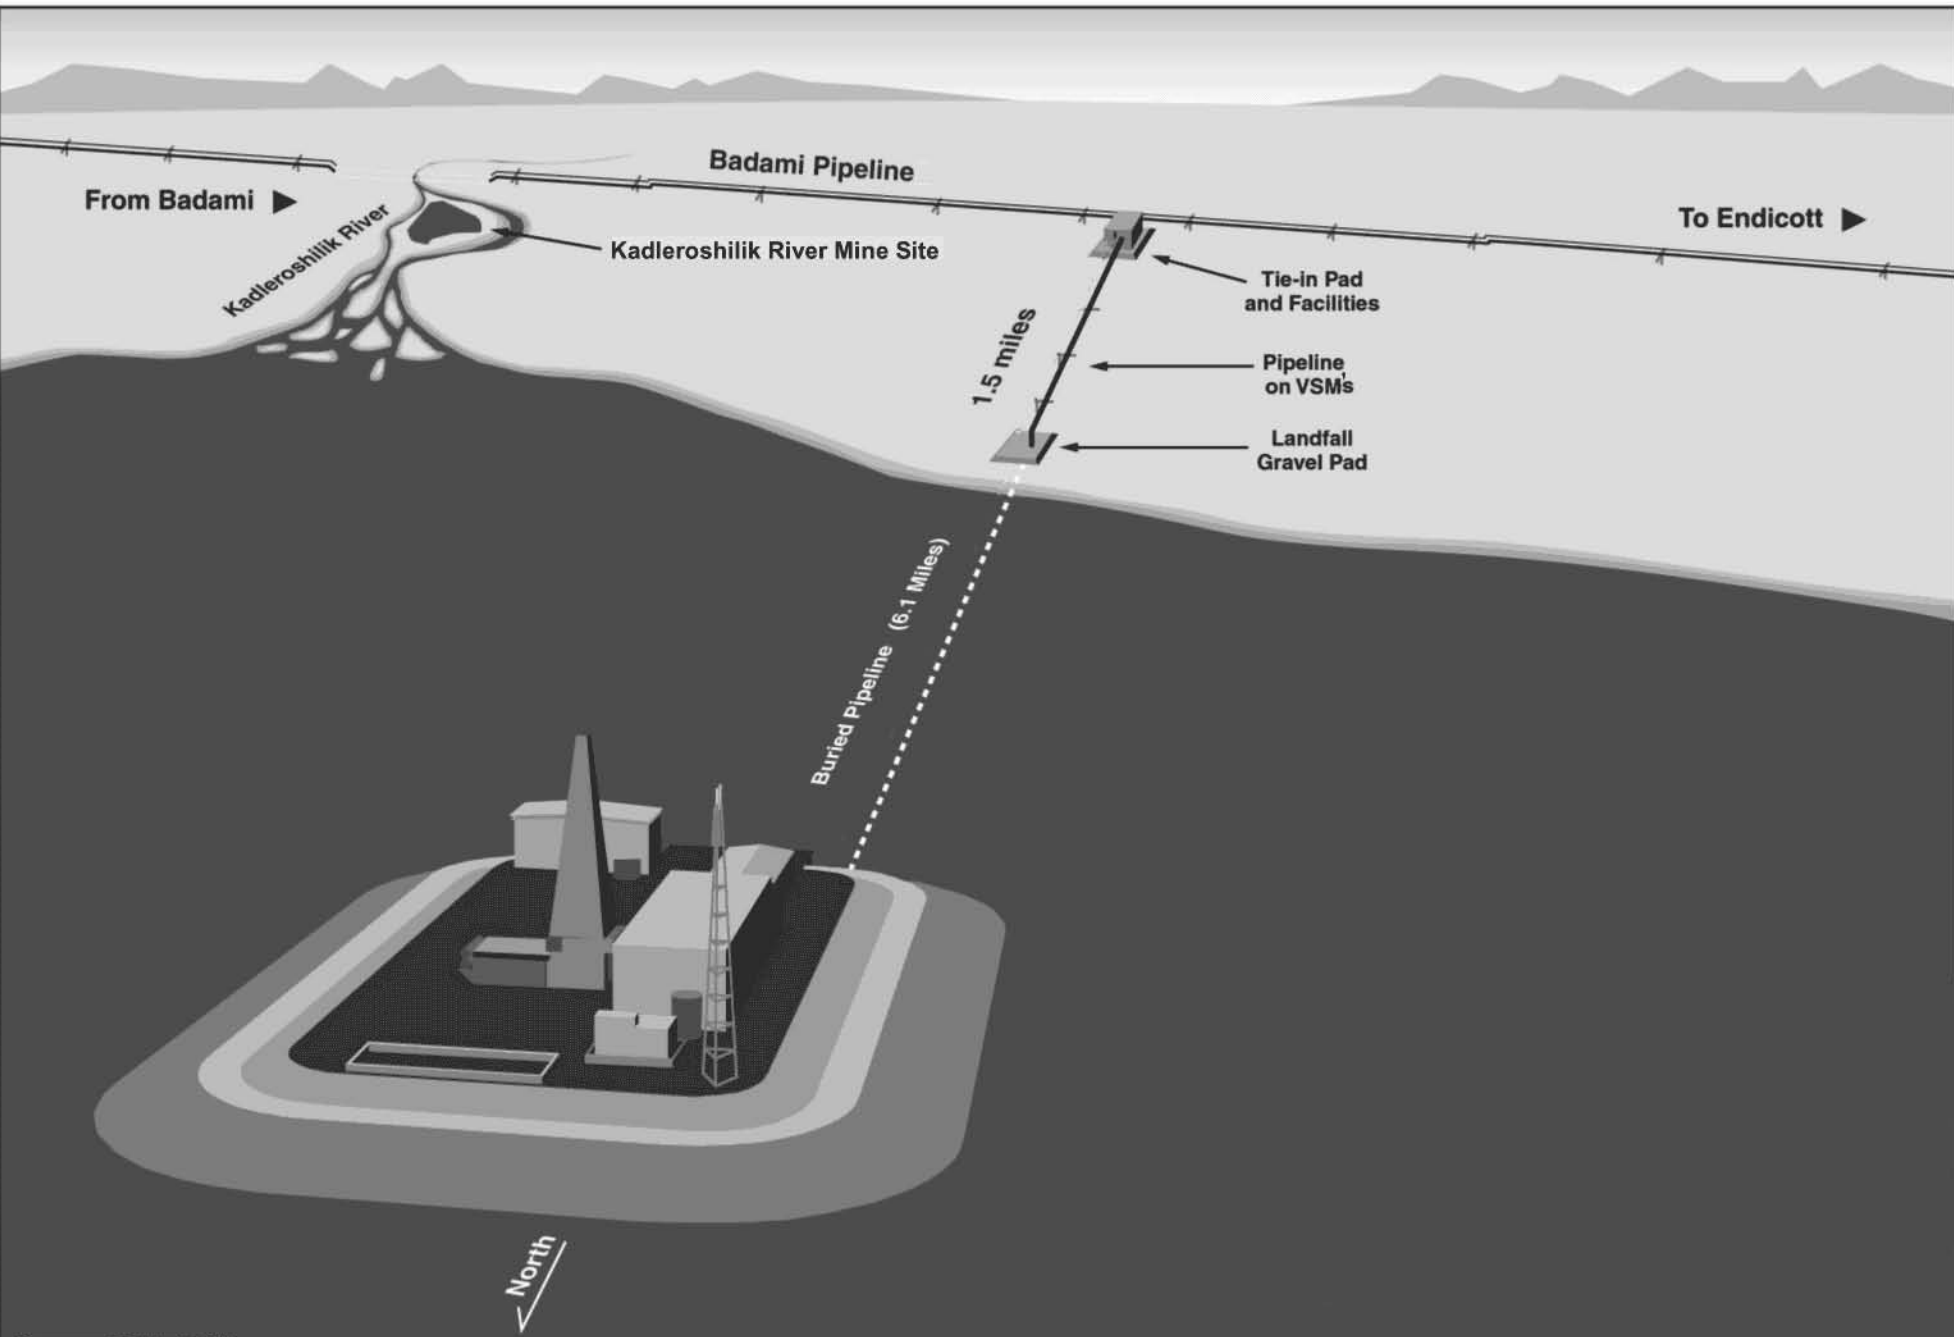 Badami Pipeline
From Badami
To Endicott
Kadleroshilik River
Kadleroshilik River Mine Site
Tie-in Pad
and Facilities
1.5 miles
Pipeline
on VSM's
Landfall
Gravel Pad
Buried Pipeline (6.1 Miles)
North